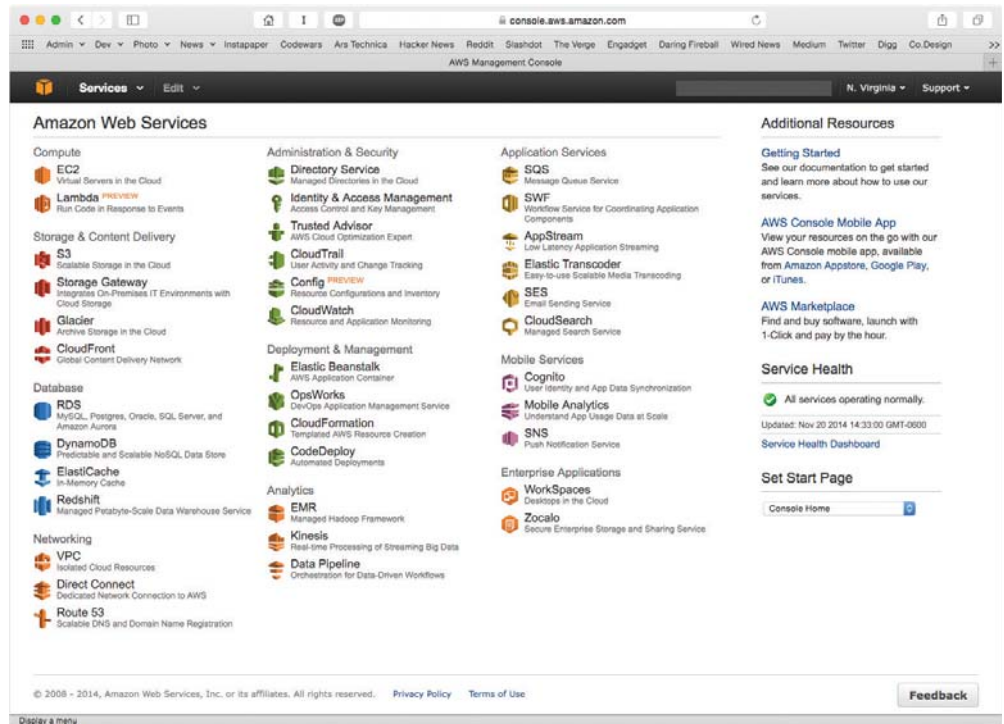 console.aws.amazon.com
Admin Dev Photo News Instapaper Codewars Ars Technica Hacker News Reddit Slashdot The Verge Engadget Daring Fireball Wired News Medium Twitter Digg Co.Design >>
AWS Management Console
Services Edit N. Virginia Support
Amazon Web Services
Compute
EC2
Virtual Servers in the Cloud
Lambda PREVIEW
Run Code in Response to Events
Storage & Content Delivery
S3
Scalable Storage in the Cloud
Storage Gateway
Integrates On-Premises IT Environments with
Cloud Storage
Glacier
Archive Storage in the Cloud
CloudFront
Global Content Delivery Network
Database
RDS
MySQL, Postgres, Oracle, SQL Server, and
Amazon Aurora
DynamoDB
Predictable and Scalable NoSQL Data Store
ElastiCache
In-Memory Cache
Redshift
Managed Petabyte-Scale Data Warehouse Service
Networking
VPC
Isolated Cloud Resources
Direct Connect
Dedicated Network Connection to AWS
Route 53
Scalable DNS and Domain Name Registration
Administration & Security
Directory Service
Managed Directories in the Cloud
Identity & Access Management
Access Control and Key Management
Trusted Advisor
AWS Cloud Optimization Expert
CloudTrail
User Activity and Change Tracking
Config PREVIEW
Resource Configurations and Inventory
CloudWatch
Resource and Application Monitoring
Deployment & Management
Elastic Beanstalk
AWS Application Container
OpsWorks
DevOps Application Management Service
CloudFormation
Templated AWS Resource Creation
CodeDeploy
Automated Deployments
Analytics
EMR
Managed Hadoop Framework
Kinesis
Real-time Processing of Streaming Big Data
Data Pipeline
Orchestration for Data-Driven Workflows
Application Services
SQS
Message Queue Service
SWF
Workflow Service for Coordinating Application
Components
AppStream
Low Latency Application Streaming
Elastic Transcoder
Easy-to-use Scalable Media Transcoding
SES
Email Sending Service
CloudSearch
Managed Search Service
Mobile Services
Cognito
User Identity and App Data Synchronization
Mobile Analytics
Understand App Usage Data at Scale
SNS
Push Notification Service
Enterprise Applications
WorkSpaces
Desktops in the Cloud
Zocalo
Secure Enterprise Storage and Sharing Service
Additional Resources
Getting Started
See our documentation to get started
and learn more about how to use our
services.
AWS Console Mobile App
View your resources on the go with our
AWS Console mobile app, available
from Amazon Appstore, Google Play,
or iTunes.
AWS Marketplace
Find and buy software, launch with
1-Click and pay by the hour.
Service Health
All services operating normally.
Updated: Nov 20 2014 14:33:00 GMT-0600
Service Health Dashboard
Set Start Page
Console Home
© 2008 - 2014, Amazon Web Services, Inc. or its affiliates. All rights reserved. Privacy Policy Terms of Use Feedback
Display a menu